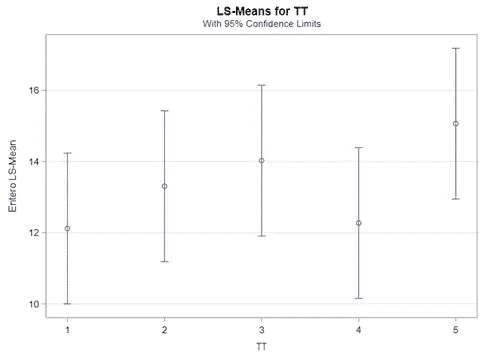 LS-Means for TT
With 95% Confidence Limits
Entero LS-Mean
16
14
12
10
1 2 3 4 5
TT